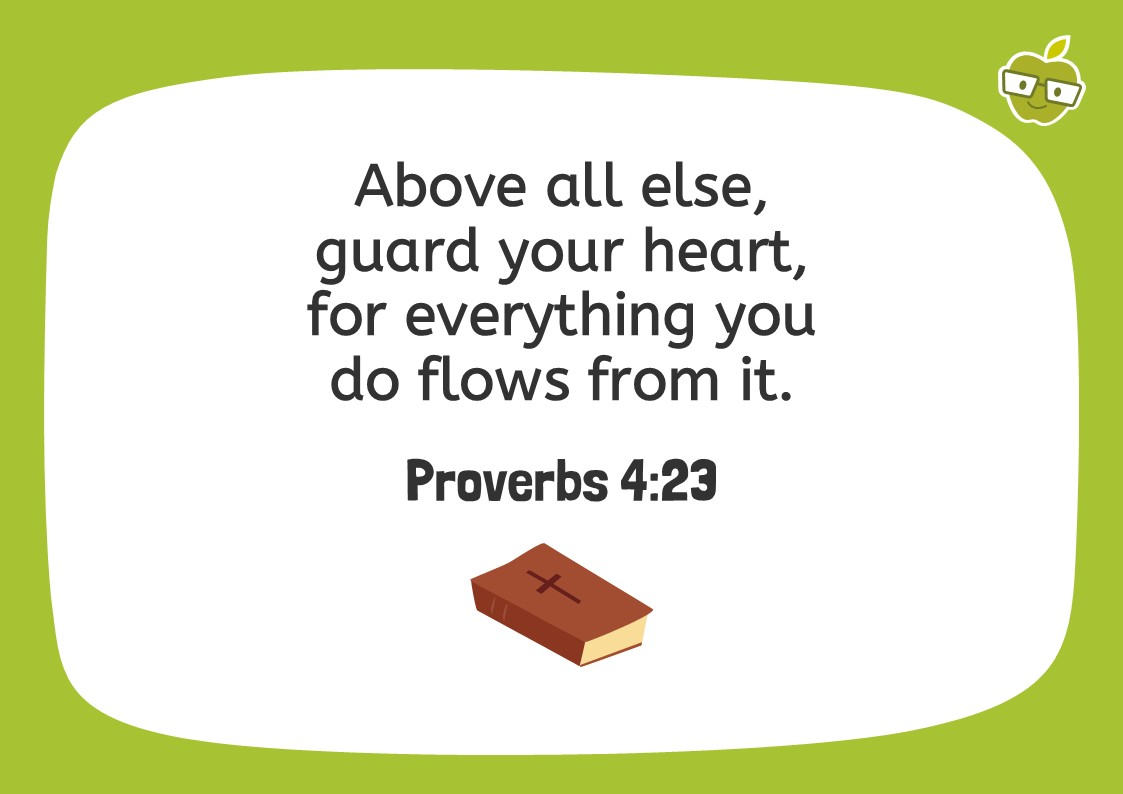 Above all else,
guard your heart,
for everything you
do flows from it.
Proverbs 4:23